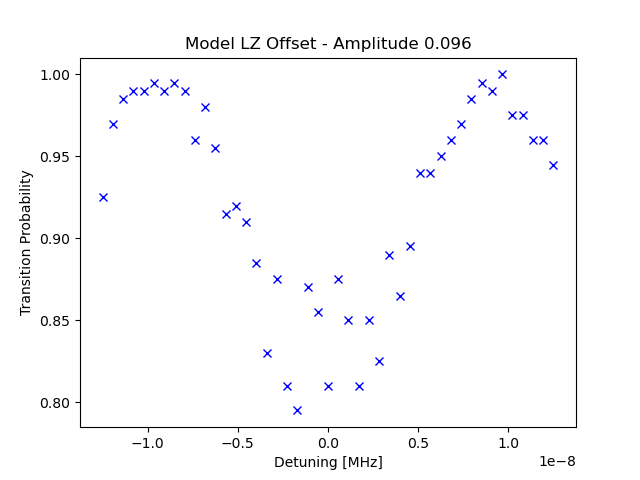 Model LZ Offset - Amplitude 0.096
Transition Probability
1.00
0.95
0.90
0.85
0.80
−1.0
−0.5
0.0
0.5
1.0
1e−8
Detuning [MHz]